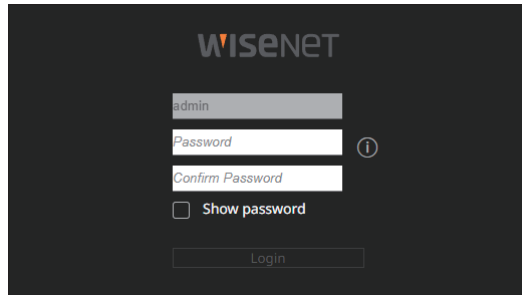 WISENET
admin
Password
i
Confirm Password
Show password
Login